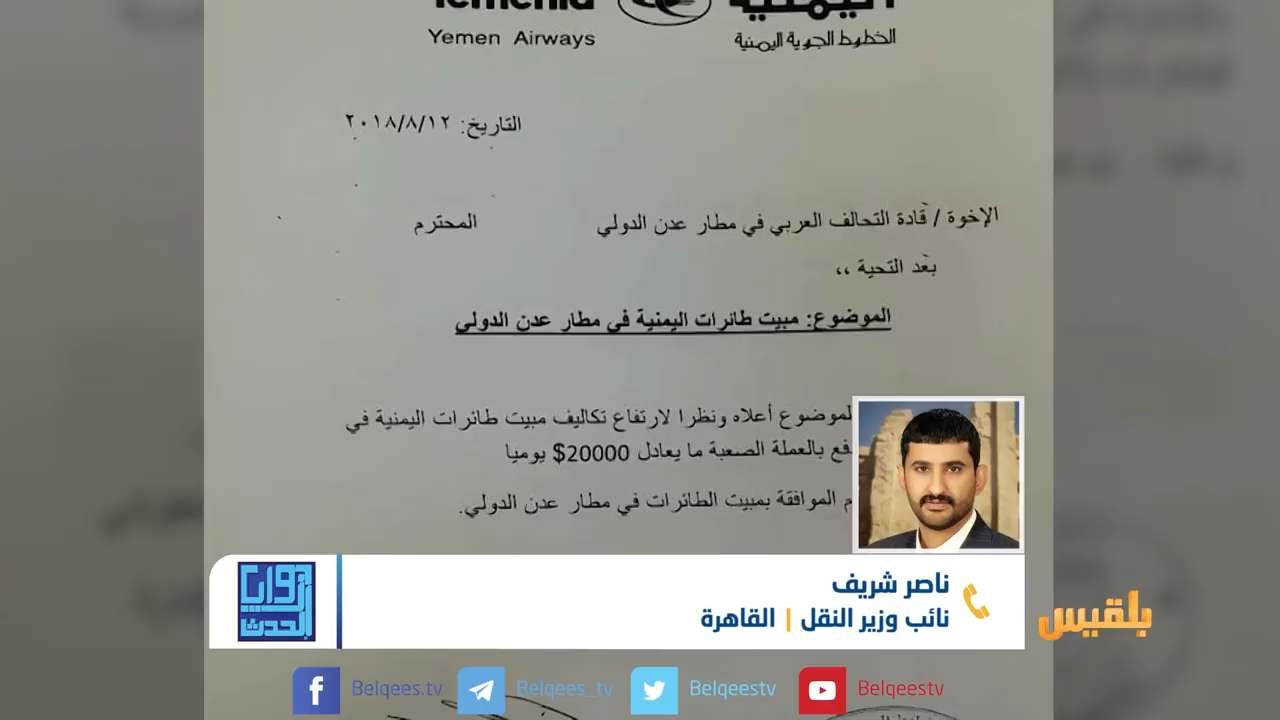 Yemenia اليمنية
Yemen Airways الخطوط الجوية اليمنية
التاريخ: ٢٠١٨/٨/١٢
الإخوة / قادة التحالف العربي في مطار عدن الدولي المحترم
بعد التحية ،،
الموضوع: مبيت طائرات اليمنية في مطار عدن الدولي
الموضوع أعلاه ونظرا لارتفاع تكاليف مبيت طائرات اليمنية في
بالعملة الصعبة ما يعادل 20000$ يوميا
الموافقة بمبيت الطائرات في مطار عدن الدولي.
ناصر شريف
نائب وزير النقل | القاهرة
زوايا الحدث
بلقيس
Belqees.tv
Belqees_tv
Belqeestv
Belqeestv